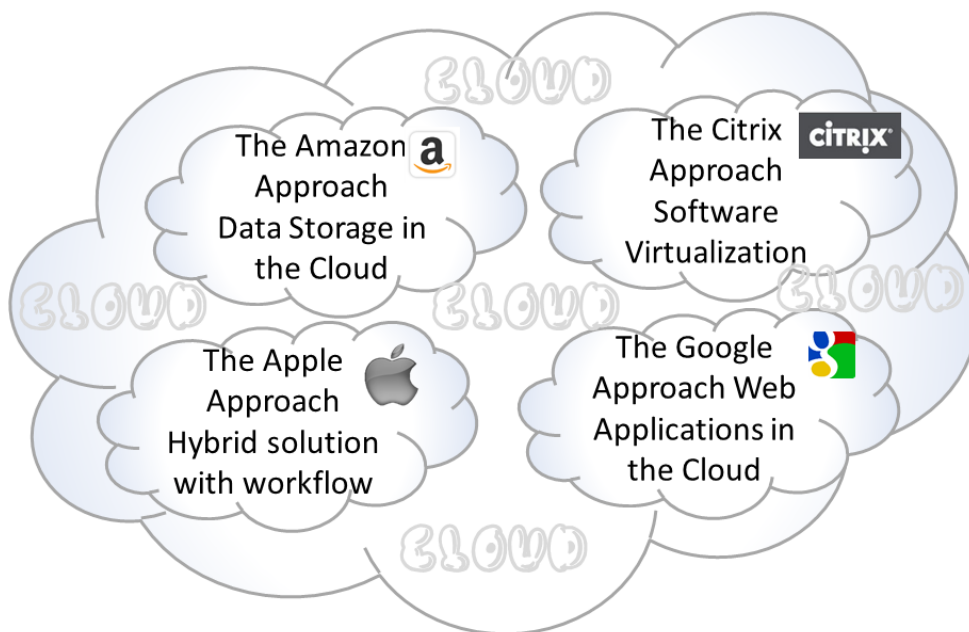 CLOUD
The Amazon
a
Approach
Data Storage in
the Cloud
The Citrix
CITRIX
Approach
Software
Virtualization
CLOUD
CLOUD
CLOUD
The Apple
Approach
Hybrid solution
with workflow
The Google
g
Approach Web
Applications in
the Cloud
CLOUD